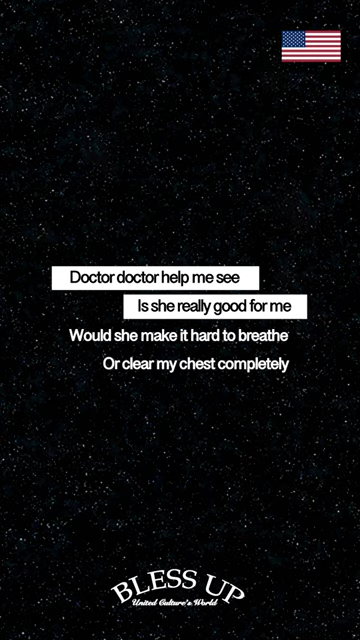 Doctor doctor help me see
Is she really good for me
Would she make it hard to breathe
Or clear my chest completely
BLESS UP
United Culture's World